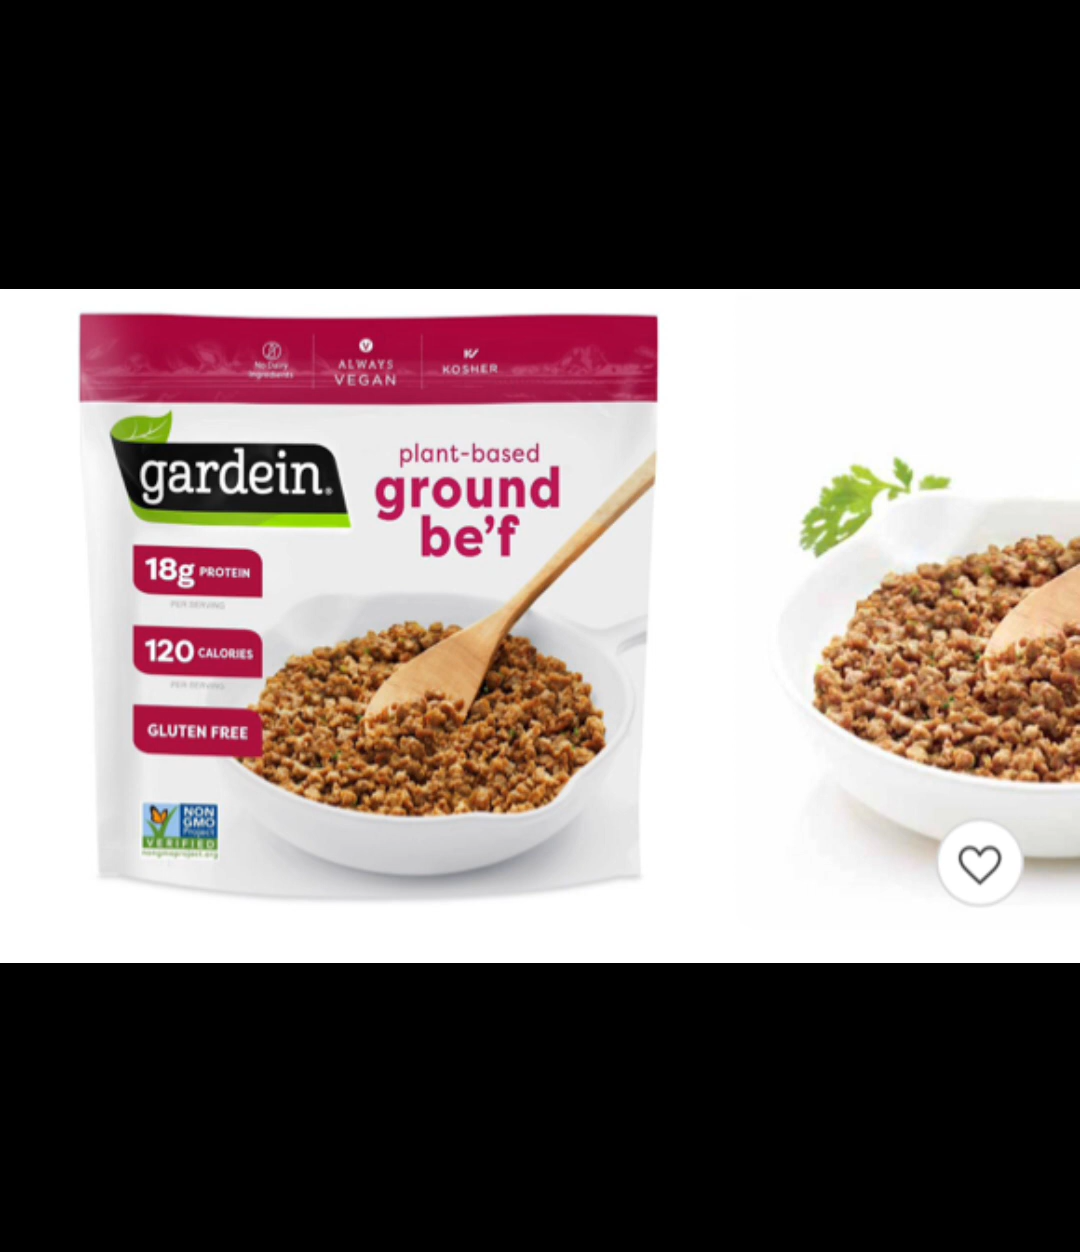 No Dairy
Ingredients
V
ALWAYS
VEGAN
KOSHER
gardein®
plant-based
ground
be’f
18g PROTEIN
PER SERVING
120 CALORIES
PER SERVING
GLUTEN FREE
NON
GMO
Project
VERIFIED
nongmoproject.org